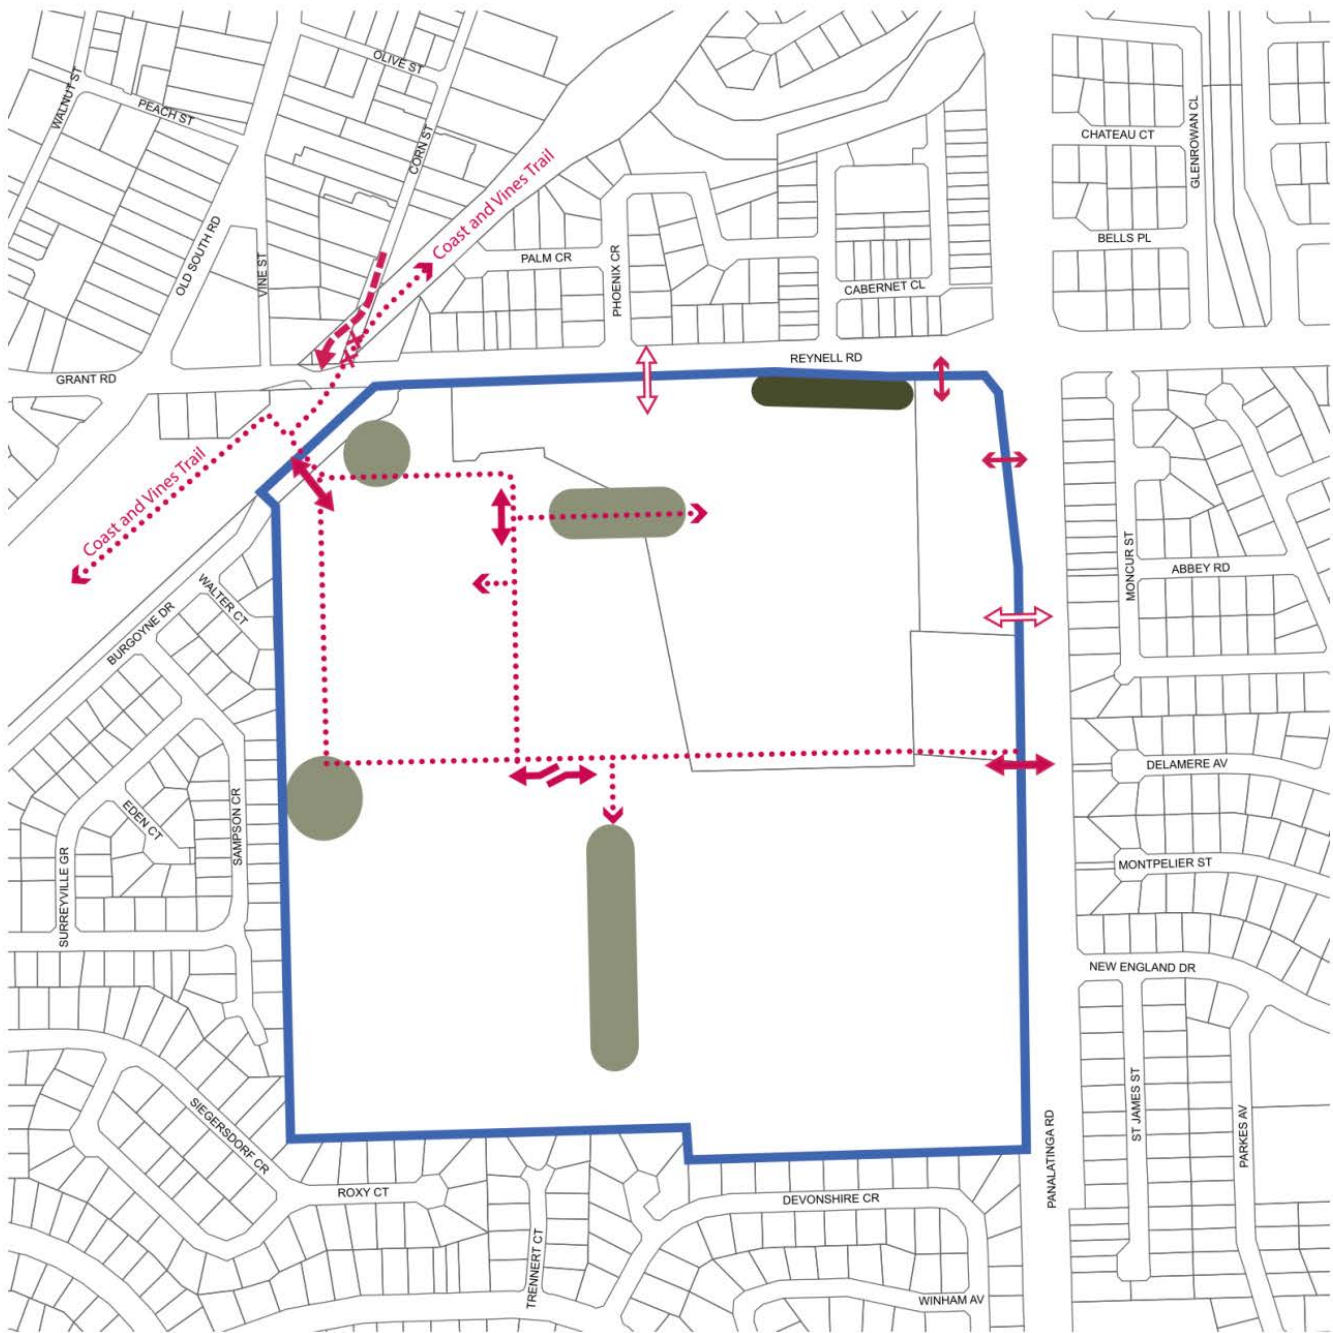 OLIVE ST
WALNUT ST
PEACH ST
CORN ST
CHATEAU CT
GLENROWAN CL
Coast and Vines Trail
OLD SOUTH RD
VINE ST
PALM CR
PHOENIX CR
BELLS PL
CABERNET CL
REYNELL RD
GRANT RD
Coast and Vines Trail
MONCUR ST
ABBEY RD
WALTER CT
BURGOYNE DR
DELAMERE AV
EDEN CT
SAMPSON CR
SURREYVILLE GR
MONTPELIER ST
NEW ENGLAND DR
SIEGERSDORF CR
ST JAMES ST
PARKES AV
PANALATINGA RD
ROXY CT
DEVONSHIRE CR
TRENNERT CT
WINHAM AV